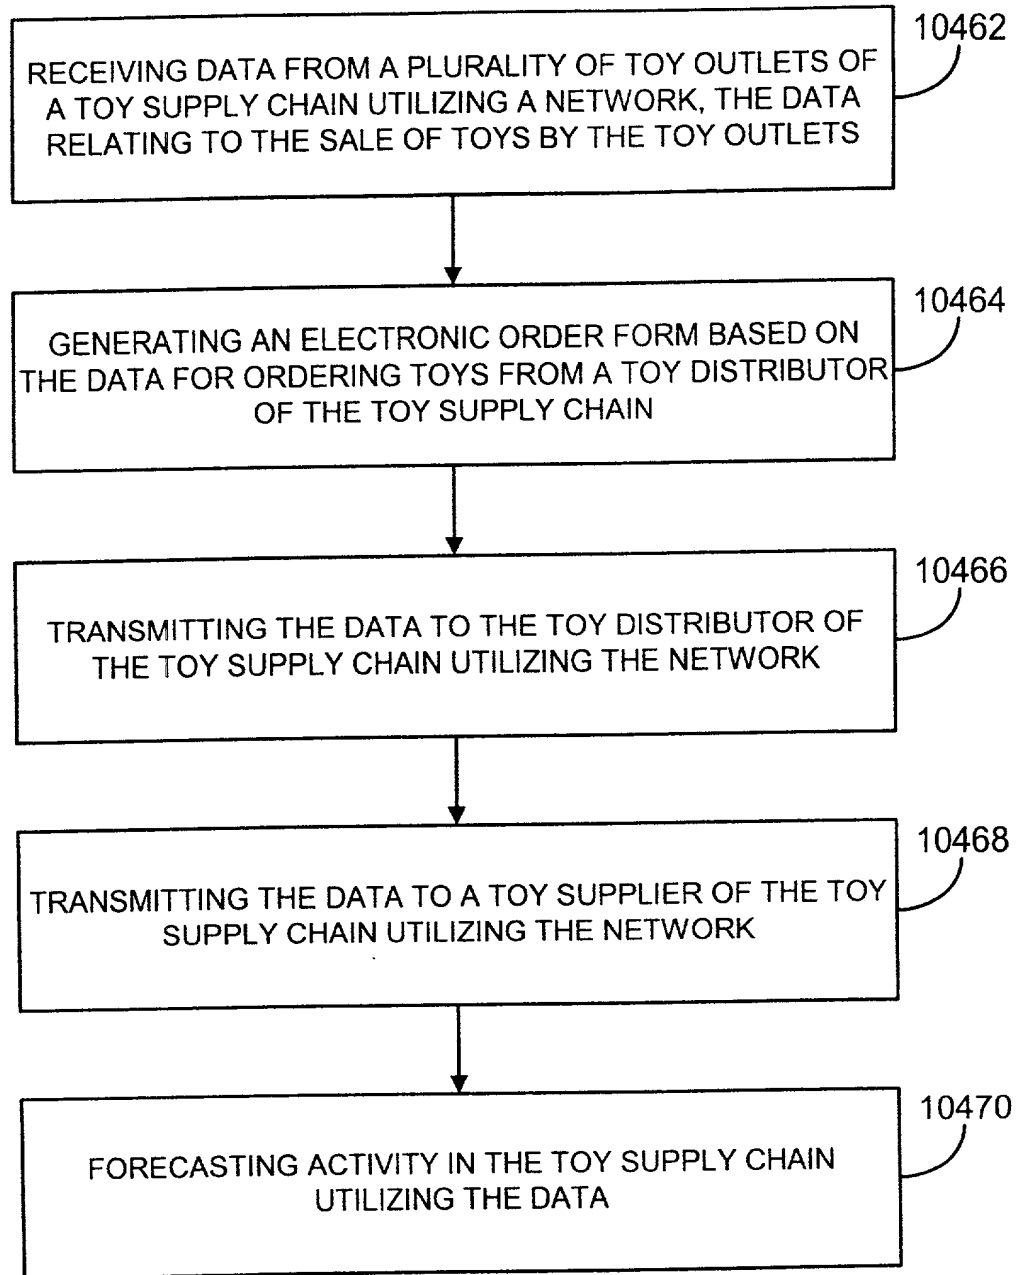 10462
RECEIVING DATA FROM A PLURALITY OF TOY OUTLETS OF
A TOY SUPPLY CHAIN UTILIZING A NETWORK, THE DATA
RELATING TO THE SALE OF TOYS BY THE TOY OUTLETS
10464
GENERATING AN ELECTRONIC ORDER FORM BASED ON
THE DATA FOR ORDERING TOYS FROM A TOY DISTRIBUTOR
OF THE TOY SUPPLY CHAIN
10466
TRANSMITTING THE DATA TO THE TOY DISTRIBUTOR OF
THE TOY SUPPLY CHAIN UTILIZING THE NETWORK
10468
TRANSMITTING THE DATA TO A TOY SUPPLIER OF THE TOY
SUPPLY CHAIN UTILIZING THE NETWORK
10470
FORECASTING ACTIVITY IN THE TOY SUPPLY CHAIN
UTILIZING THE DATA